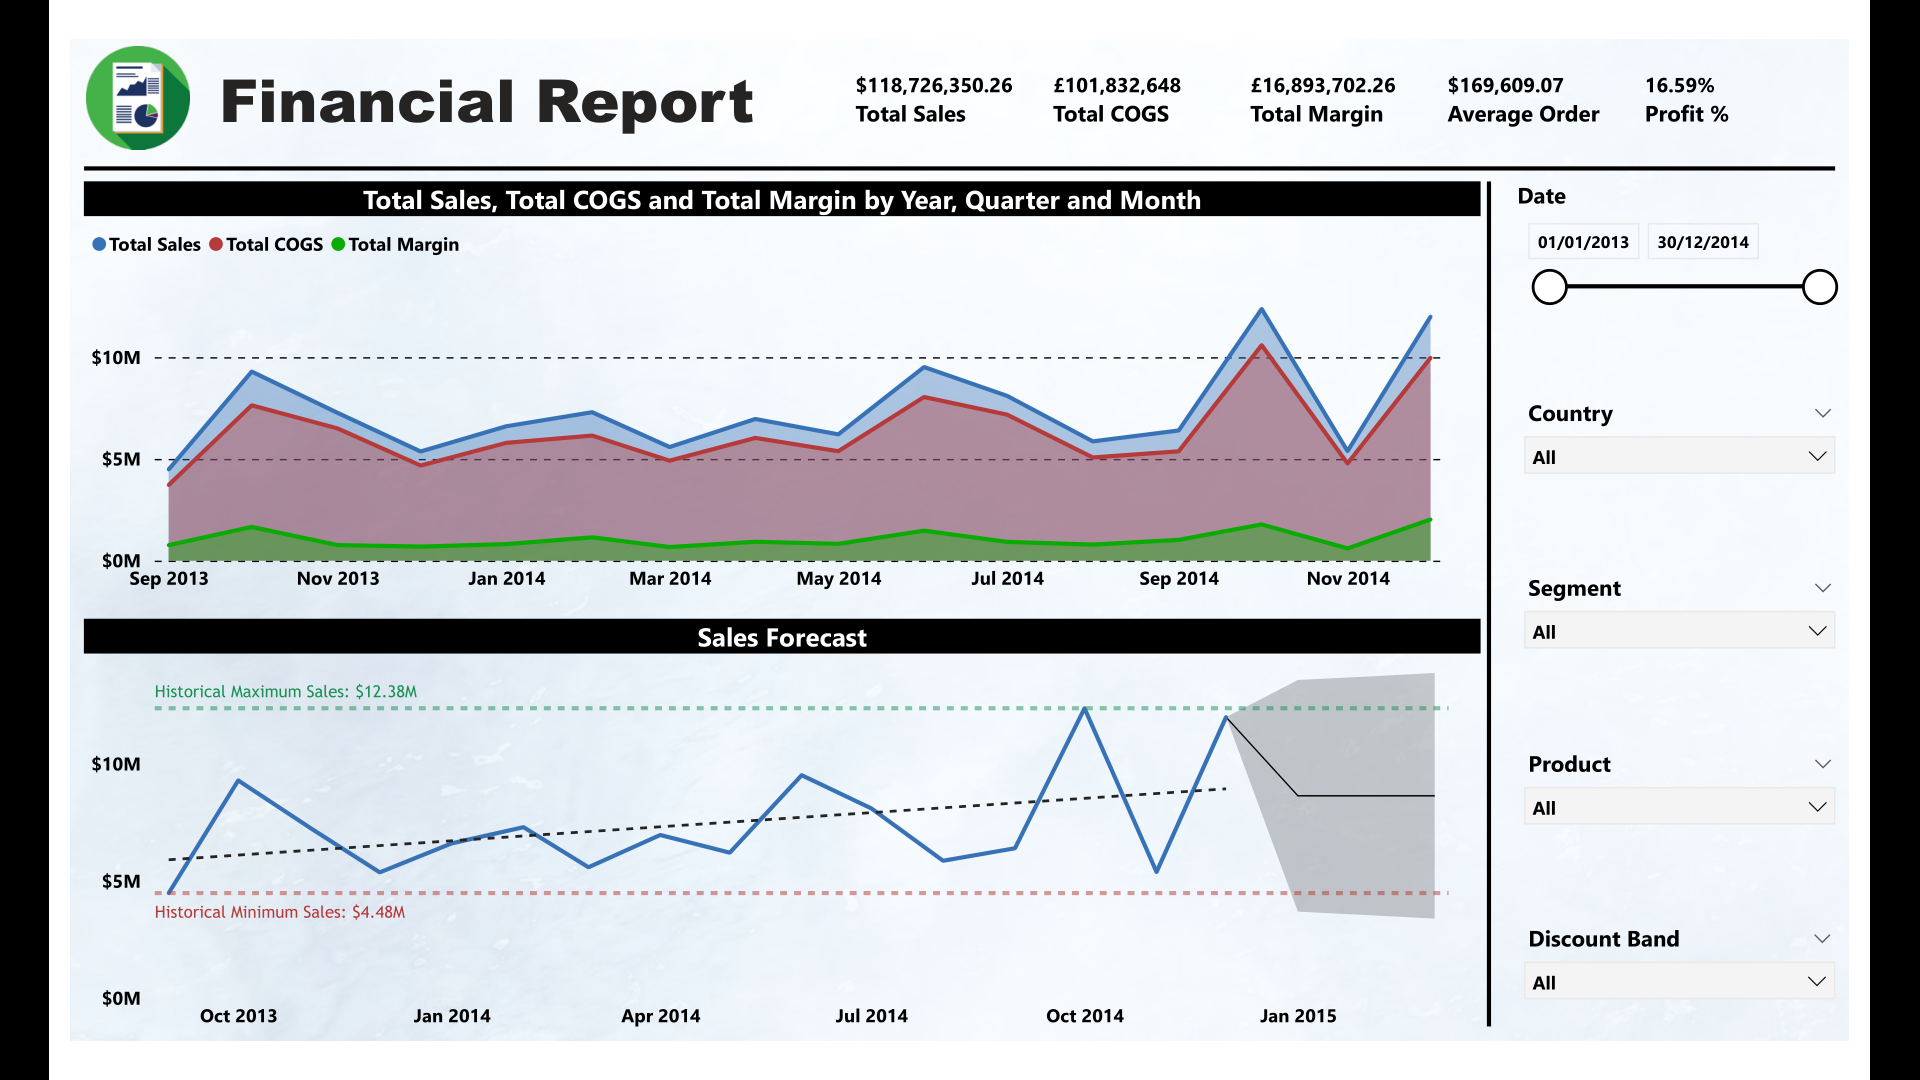 Financial Report
$118,726,350.26
Total Sales
£101,832,648
Total COGS
£16,893,702.26
Total Margin
$169,609.07
Average Order
16.59%
Profit %
Total Sales, Total COGS and Total Margin by Year, Quarter and Month
Total Sales Total COGS Total Margin
$10M
$5M
$0M
Sep 2013 Nov 2013 Jan 2014 Mar 2014 May 2014 Jul 2014 Sep 2014 Nov 2014
Sales Forecast
Historical Maximum Sales: $12.38M
$10M
$5M
Historical Minimum Sales: $4.48M
$0M
Oct 2013 Jan 2014 Apr 2014 Jul 2014 Oct 2014 Jan 2015
Date
01/01/2013 30/12/2014
Country
All
Segment
All
Product
All
Discount Band
All